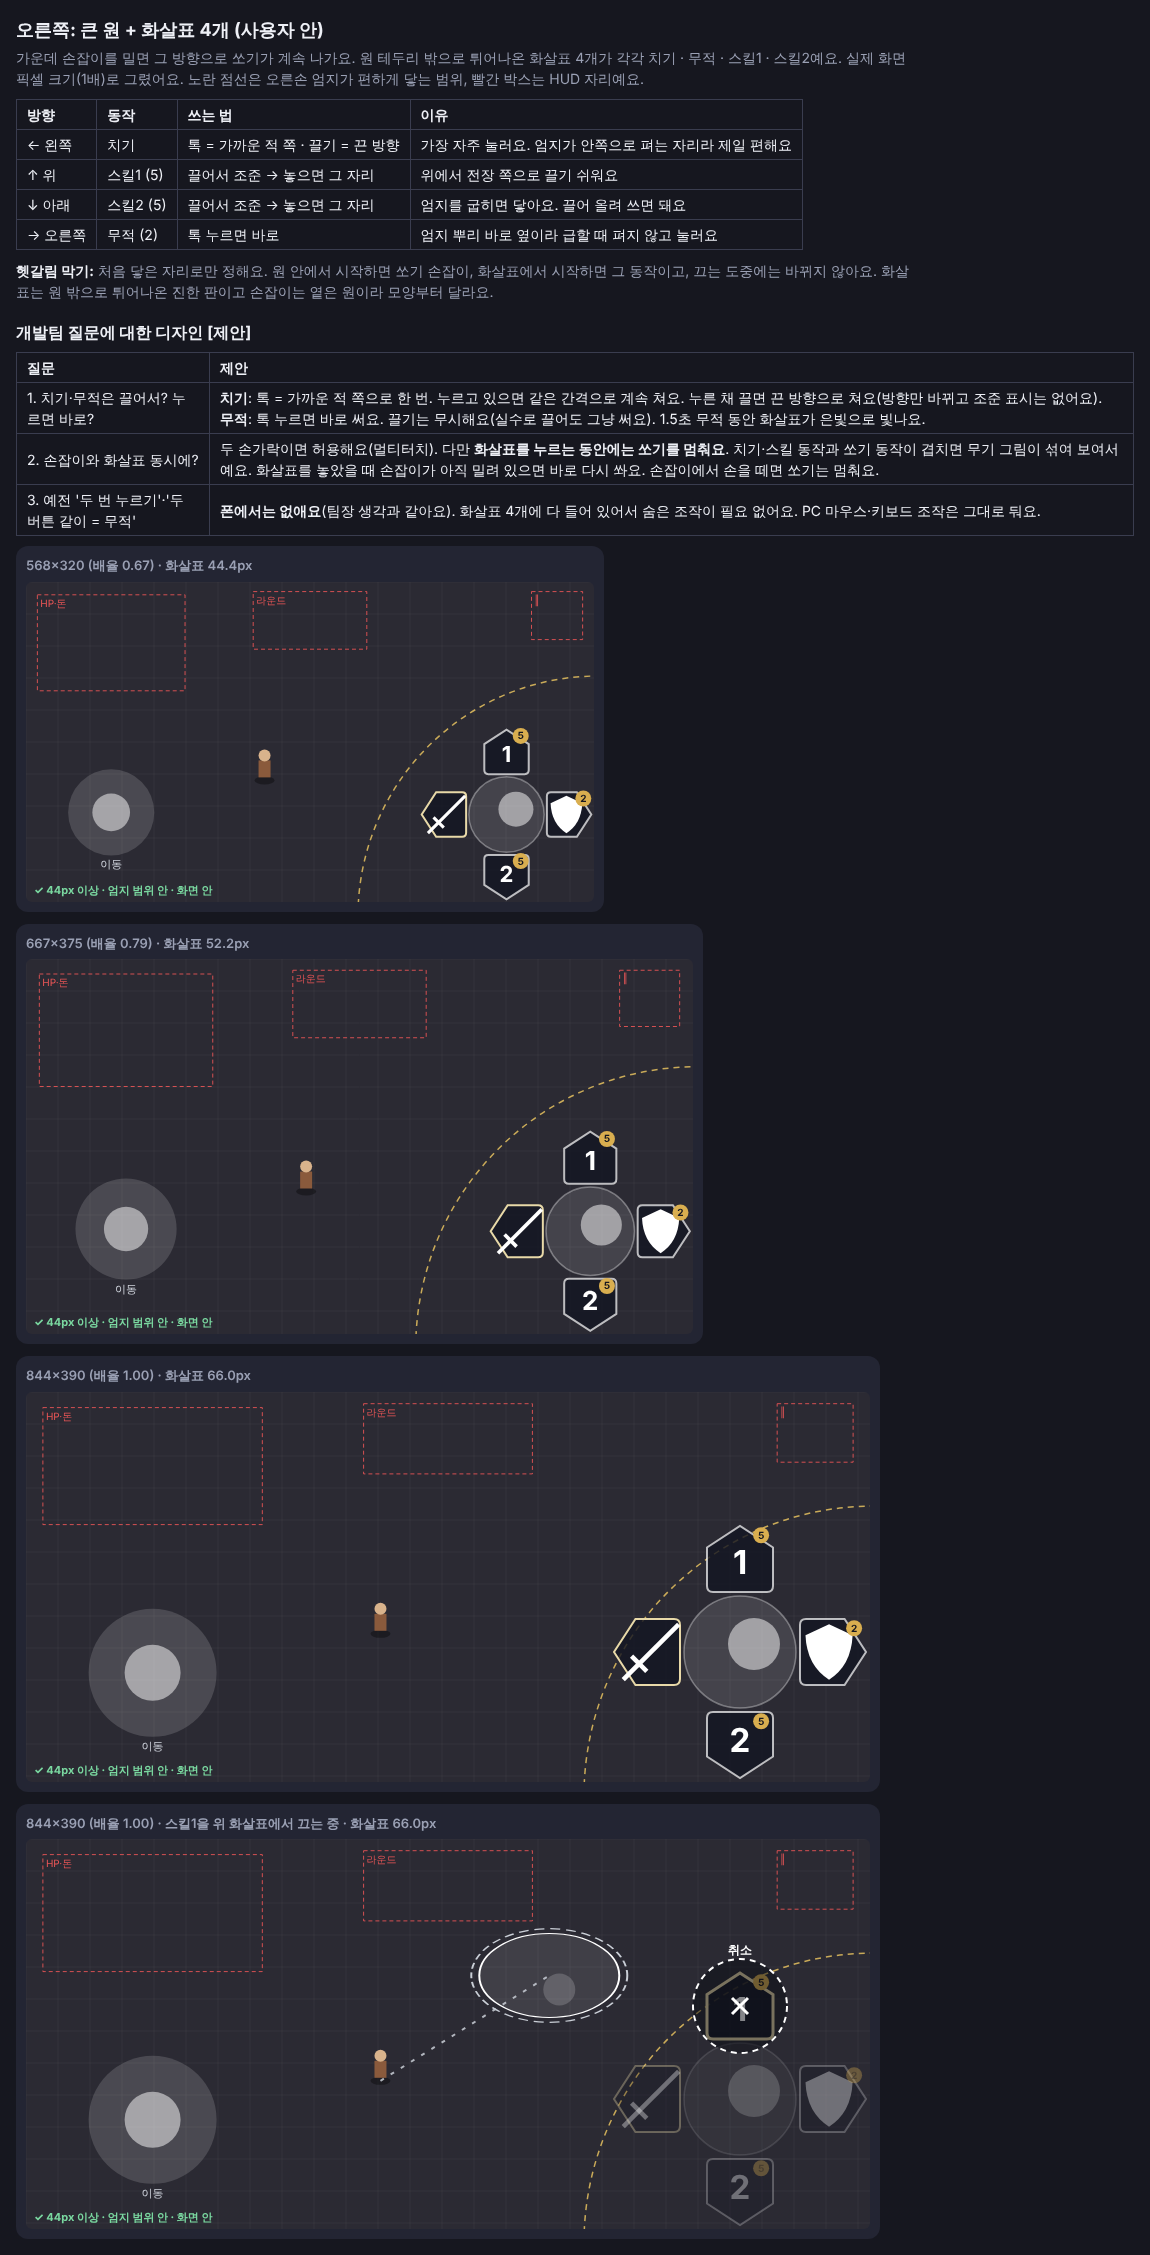 오른쪽: 큰 원 + 화살표 4개 (사용자 안)
가운데 손잡이를 밀면 그 방향으로 쏘기가 계속 나가요. 원 테두리 밖으로 튀어나온 화살표 4개가 각각 치기 · 무적 · 스킬1 · 스킬2예요. 실제 화면
픽셀 크기(1배)로 그렸어요. 노란 점선은 오른손 엄지가 편하게 닿는 범위, 빨간 박스는 HUD 자리예요.
방향 동작 쓰는 법 이유
← 왼쪽 치기 톡 = 가까운 적 쪽 · 끌기 = 끈 방향 가장 자주 눌러요. 엄지가 안쪽으로 펴는 자리라 제일 편해요
↑ 위 스킬1 (5) 끌어서 조준 → 놓으면 그 자리 위에서 전장 쪽으로 끌기 쉬워요
↓ 아래 스킬2 (5) 끌어서 조준 → 놓으면 그 자리 엄지를 굽히면 닿아요. 끌어 올려 쓰면 돼요
→ 오른쪽 무적 (2) 톡 누르면 바로 엄지 뿌리 바로 옆이라 급할 때 펴지 않고 눌러요
헷갈림 막기: 처음 닿은 자리로만 정해요. 원 안에서 시작하면 쏘기 손잡이, 화살표에서 시작하면 그 동작이고, 끄는 도중에는 바뀌지 않아요. 화살
표는 원 밖으로 튀어나온 진한 판이고 손잡이는 옅은 원이라 모양부터 달라요.
개발팀 질문에 대한 디자인 [제안]
질문 제안
1. 치기·무적은 끌어서? 누
르면 바로?
치기: 톡 = 가까운 적 쪽으로 한 번. 누르고 있으면 같은 간격으로 계속 쳐요. 누른 채 끌면 끈 방향으로 쳐요(방향만 바뀌고 조준 표시는 없어요).
무적: 톡 누르면 바로 써요. 끌기는 무시해요(실수로 끌어도 그냥 써요). 1.5초 무적 동안 화살표가 은빛으로 빛나요.
2. 손잡이와 화살표 동시에?
두 손가락이면 허용해요(멀티터치). 다만 화살표를 누르는 동안에는 쏘기를 멈춰요. 치기·스킬 동작과 쏘기 동작이 겹치면 무기 그림이 섞여 보여서
예요. 화살표를 놓았을 때 손잡이가 아직 밀려 있으면 바로 다시 쏴요. 손잡이에서 손을 떼면 쏘기는 멈춰요.
3. 예전 '두 번 누르기'·'두
버튼 같이 = 무적'
폰에서는 없애요(팀장 생각과 같아요). 화살표 4개에 다 들어 있어서 숨은 조작이 필요 없어요. PC 마우스·키보드 조작은 그대로 둬요.
568×320 (배율 0.67) · 화살표 44.4px
HP·돈
라운드
||
1
5
2
2
5
이동
✓ 44px 이상 · 엄지 범위 안 · 화면 안
667×375 (배율 0.79) · 화살표 52.2px
HP·돈
라운드
||
1
5
2
2
5
이동
✓ 44px 이상 · 엄지 범위 안 · 화면 안
844×390 (배율 1.00) · 화살표 66.0px
HP·돈
라운드
||
1
5
2
2
5
이동
✓ 44px 이상 · 엄지 범위 안 · 화면 안
844×390 (배율 1.00) · 스킬1을 위 화살표에서 끄는 중 · 화살표 66.0px
HP·돈
라운드
||
취소
1
5
✕
2
2
5
이동
✓ 44px 이상 · 엄지 범위 안 · 화면 안